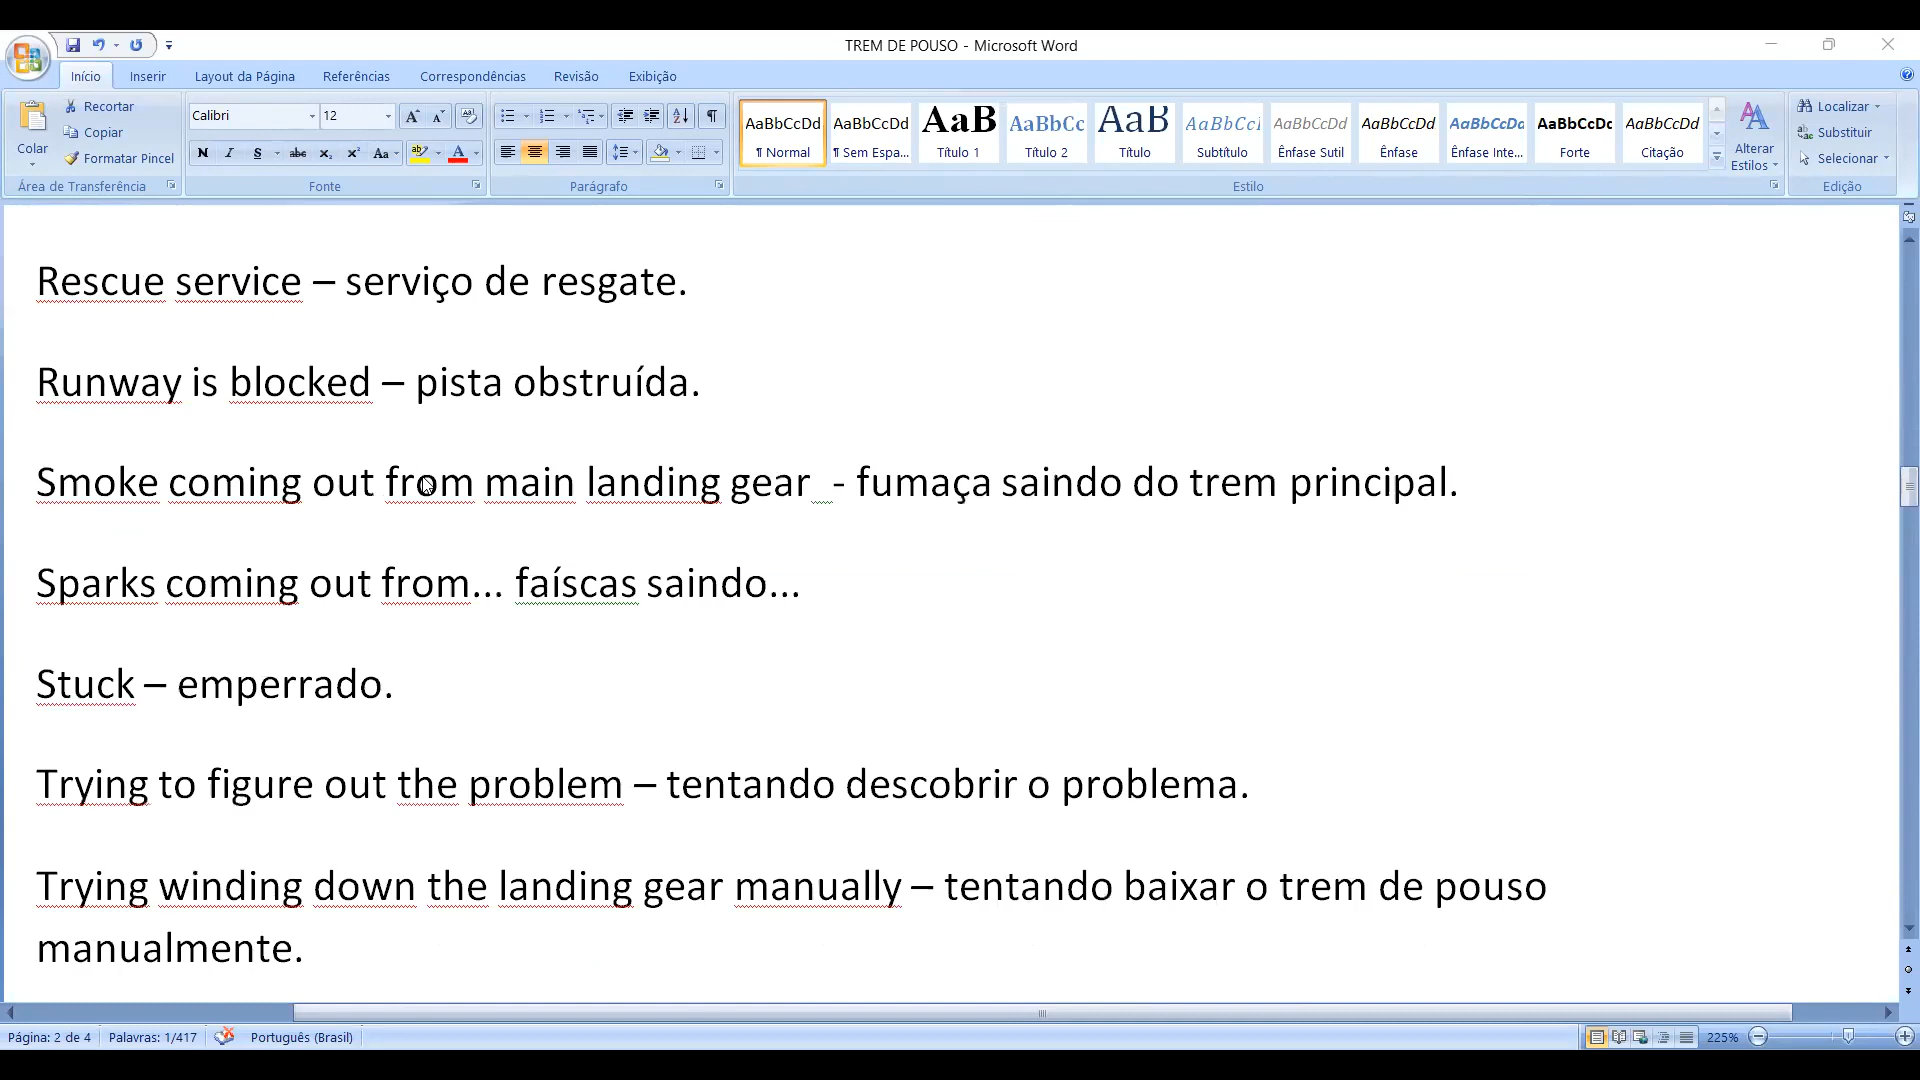 TREM DE POUSO - Microsoft Word
Início Inserir Layout da Página Referências Correspondências Revisão Exibição
Colar
Recortar
Copiar
Formatar Pincel
Área de Transferência
Calibri 12
N I S abc x₂ x² Aa
Fonte
Parágrafo
AaBbCcDd AaBbCcDd AaB AaBbCc AaB AaBbCcI AaBbCcDd AaBbCcDd AaBbCcDd AaBbCcDc AaBbCcDd
¶ Normal ¶ Sem Espa... Título 1 Título 2 Título Subtítulo Ênfase Sutil Ênfase Ênfase Inte... Forte Citação
Estilo
Alterar
Estilos
Localizar
Substituir
Selecionar
Edição
Rescue service – serviço de resgate.
Runway is blocked – pista obstruída.
Smoke coming out from main landing gear - fumaça saindo do trem principal.
Sparks coming out from... faíscas saindo...
Stuck – emperrado.
Trying to figure out the problem – tentando descobrir o problema.
Trying winding down the landing gear manually – tentando baixar o trem de pouso
manualmente.
Página: 2 de 4 Palavras: 1/417 Português (Brasil) 225%